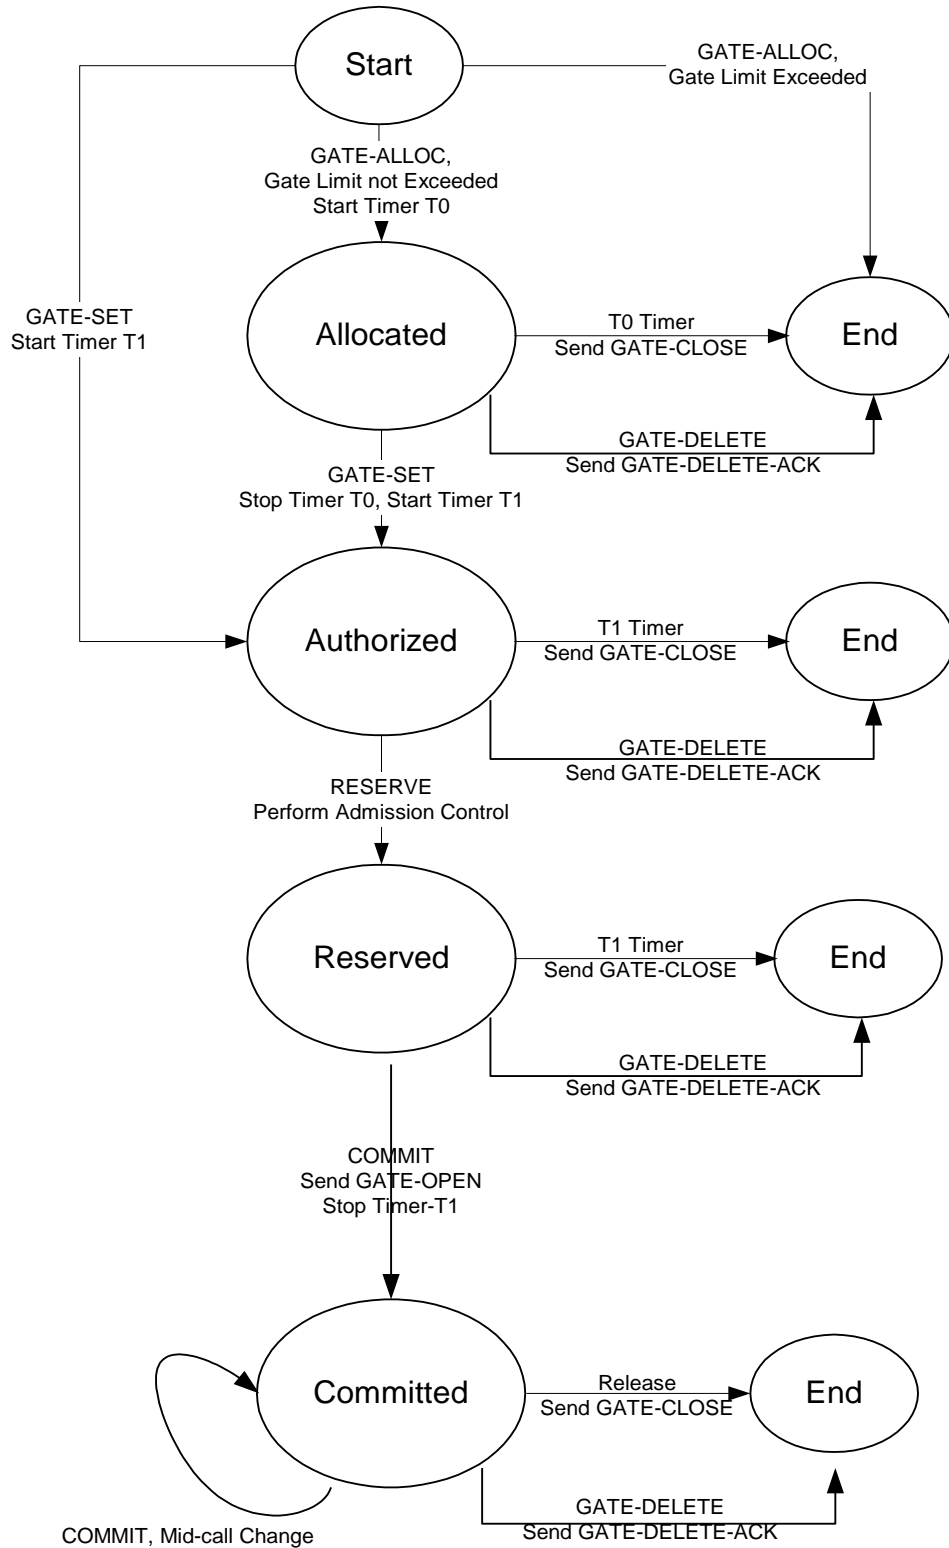 Start
GATE-ALLOC,
Gate Limit Exceeded
GATE-ALLOC,
Gate Limit not Exceeded
Start Timer T0
GATE-SET
Start Timer T1
Allocated
T0 Timer
Send GATE-CLOSE
End
GATE-DELETE
Send GATE-DELETE-ACK
GATE-SET
Stop Timer T0, Start Timer T1
Authorized
T1 Timer
Send GATE-CLOSE
End
GATE-DELETE
Send GATE-DELETE-ACK
RESERVE
Perform Admission Control
Reserved
T1 Timer
Send GATE-CLOSE
End
GATE-DELETE
Send GATE-DELETE-ACK
COMMIT
Send GATE-OPEN
Stop Timer-T1
Committed
Release
Send GATE-CLOSE
End
GATE-DELETE
Send GATE-DELETE-ACK
COMMIT, Mid-call Change